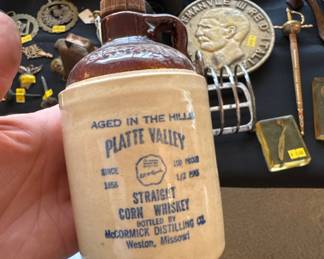 AGED IN THE HILLS
PLATTE VALLEY
SINCE 100 PROOF
1856 1/2 PINT
STRAIGHT
CORN WHISKEY
BOTTLED BY
McCORMICK DISTILLING CO.
Weston, Missouri